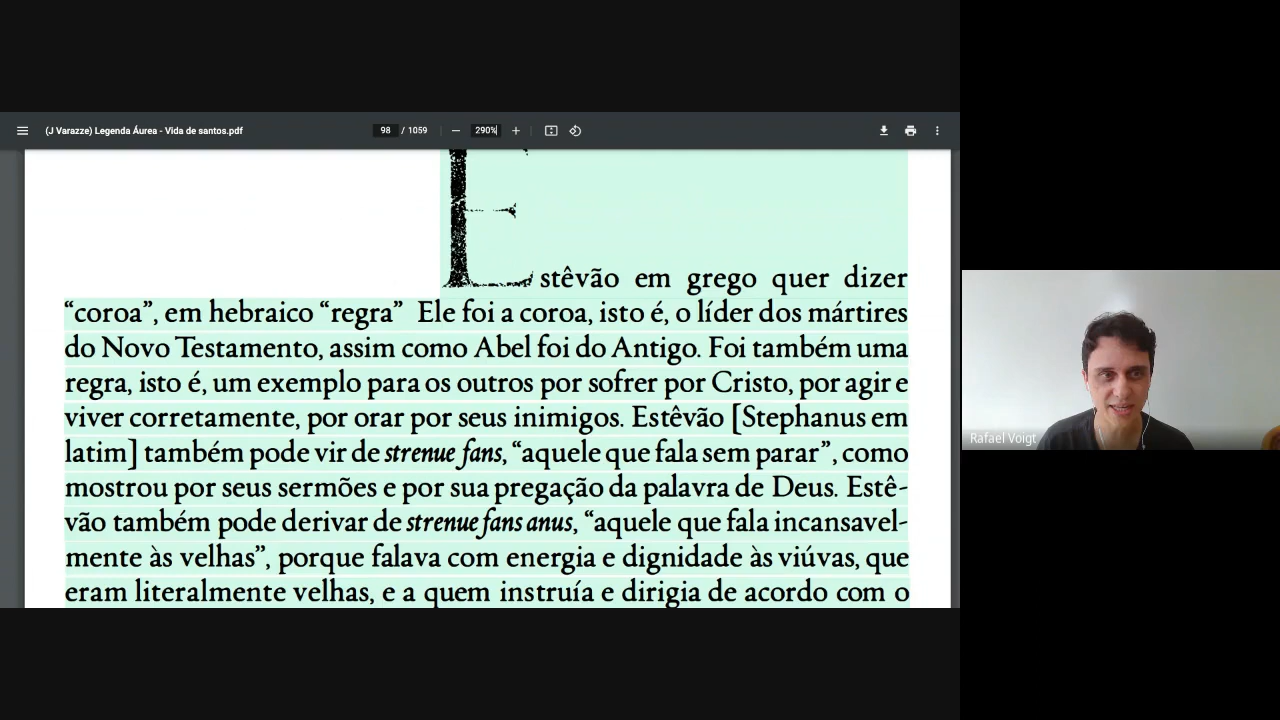 (J Varazze) Legenda Áurea - Vida de santos.pdf
98 / 1059
290%
Estêvão em grego quer dizer
“coroa”, em hebraico “regra” Ele foi a coroa, isto é, o líder dos mártires
do Novo Testamento, assim como Abel foi do Antigo. Foi também uma
regra, isto é, um exemplo para os outros por sofrer por Cristo, por agir e
viver corretamente, por orar por seus inimigos. Estêvão [Stephanus em
latim] também pode vir de strenue fans, “aquele que fala sem parar”, como
mostrou por seus sermões e por sua pregação da palavra de Deus. Estê-
vão também pode derivar de strenue fans anus, “aquele que fala incansavel-
mente às velhas”, porque falava com energia e dignidade às viúvas, que
eram literalmente velhas, e a quem instruía e dirigia de acordo com o
Rafael Voigt